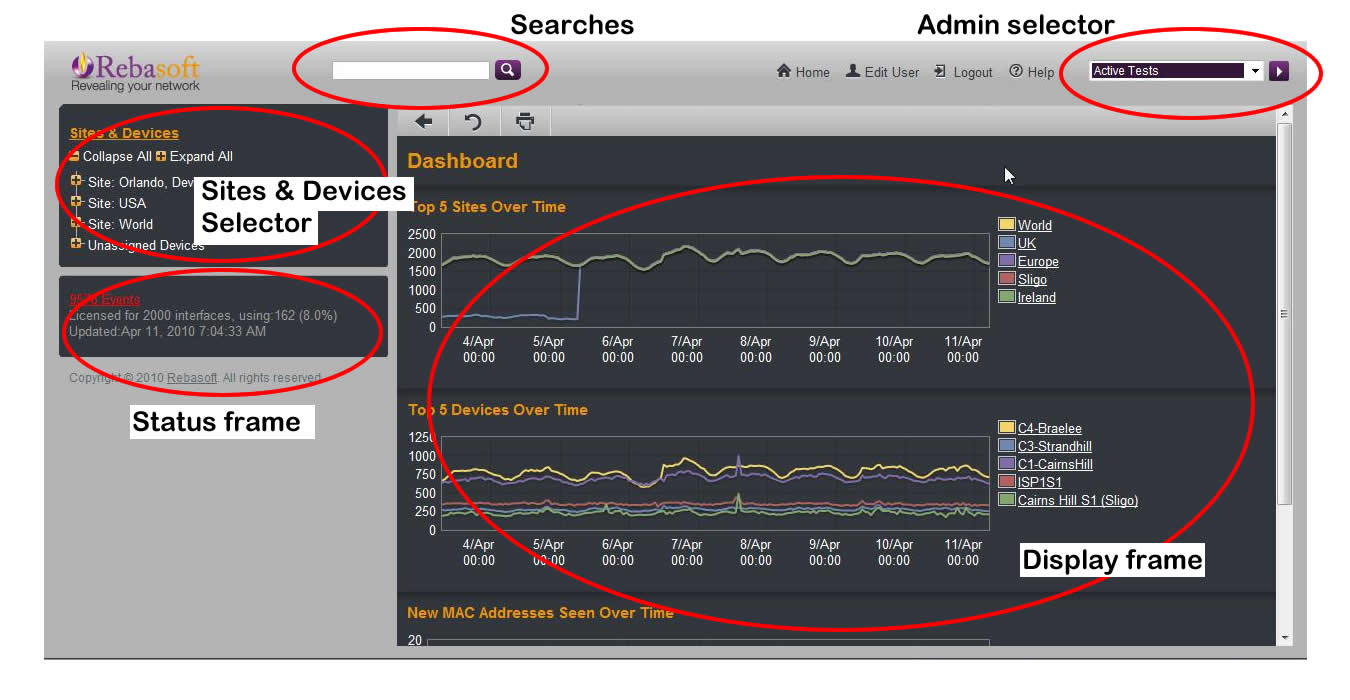 Searches
Admin selector
Rebasoft
Revealing your network
Home
Edit User
Logout
Help
Active Tests
Sites & Devices
Collapse All Expand All
Site: Orlando, Dev
Site: USA
Site: World
Unassigned Devices
Sites & Devices
Selector
9576 Events
Licensed for 2000 interfaces, using:162 (8.0%)
Updated:Apr 11, 2010 7:04:33 AM
Copyright © 2010 Rebasoft. All rights reserved.
Status frame
Dashboard
Top 5 Sites Over Time
2500
2000
1500
1000
500
0
4/Apr 5/Apr 6/Apr 7/Apr 8/Apr 9/Apr 10/Apr 11/Apr
00:00 00:00 00:00 00:00 00:00 00:00 00:00 00:00
World
UK
Europe
Sligo
Ireland
Top 5 Devices Over Time
1250
1000
750
500
250
0
4/Apr 5/Apr 6/Apr 7/Apr 8/Apr 9/Apr 10/Apr 11/Apr
00:00 00:00 00:00 00:00 00:00 00:00 00:00 00:00
C4-Braelee
C3-Strandhill
C1-CairnsHill
ISP1S1
Cairns Hill S1 (Sligo)
Display frame
New MAC Addresses Seen Over Time
20